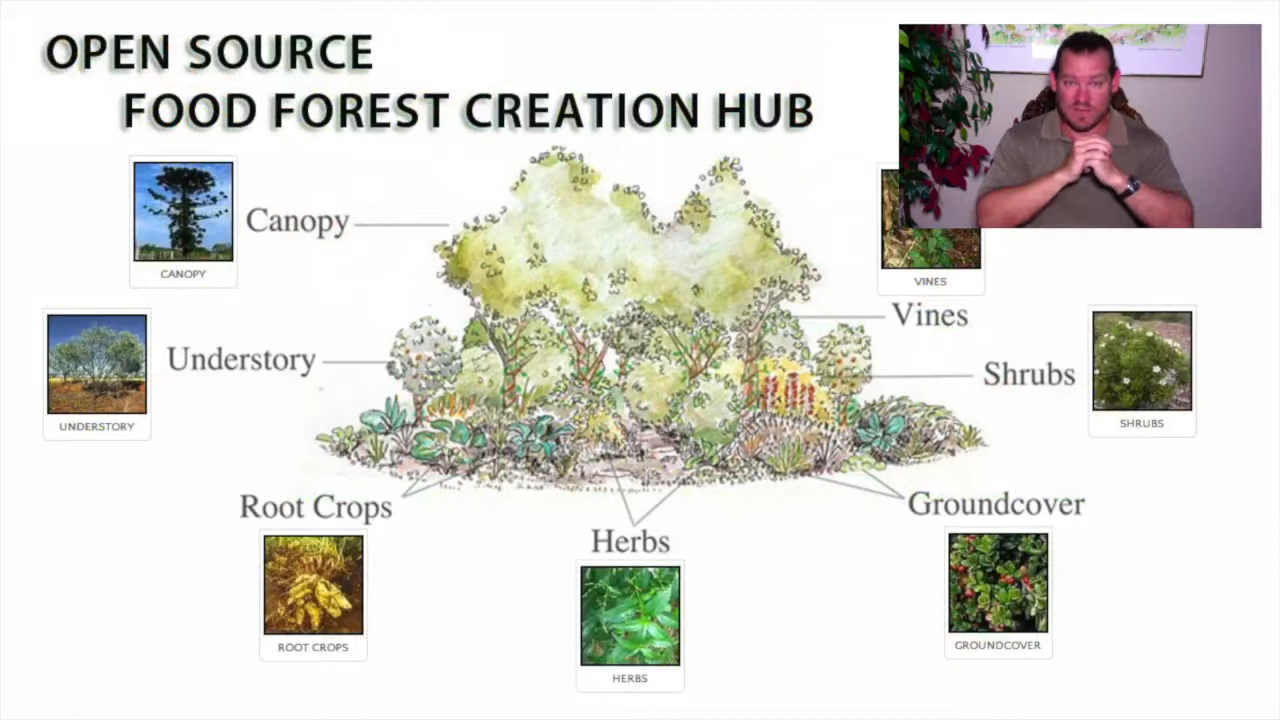 OPEN SOURCE
FOOD FOREST CREATION HUB
Canopy
CANOPY
VINES
Vines
Understory
UNDERSTORY
Shrubs
SHRUBS
Root Crops
ROOT CROPS
Herbs
HERBS
Groundcover
GROUNDCOVER